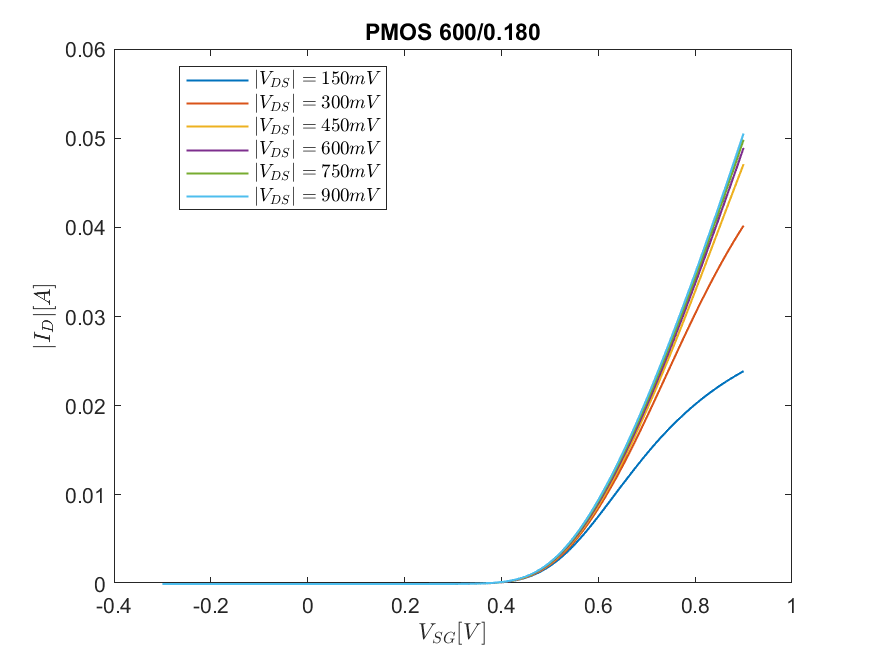 PMOS 600/0.180
0.06
0.05
0.04
0.03
0.02
0.01
0
|I_D|[A]
|V_DS| = 150mV
|V_DS| = 300mV
|V_DS| = 450mV
|V_DS| = 600mV
|V_DS| = 750mV
|V_DS| = 900mV
-0.4 -0.2 0 0.2 0.4 0.6 0.8 1
V_SG[V]